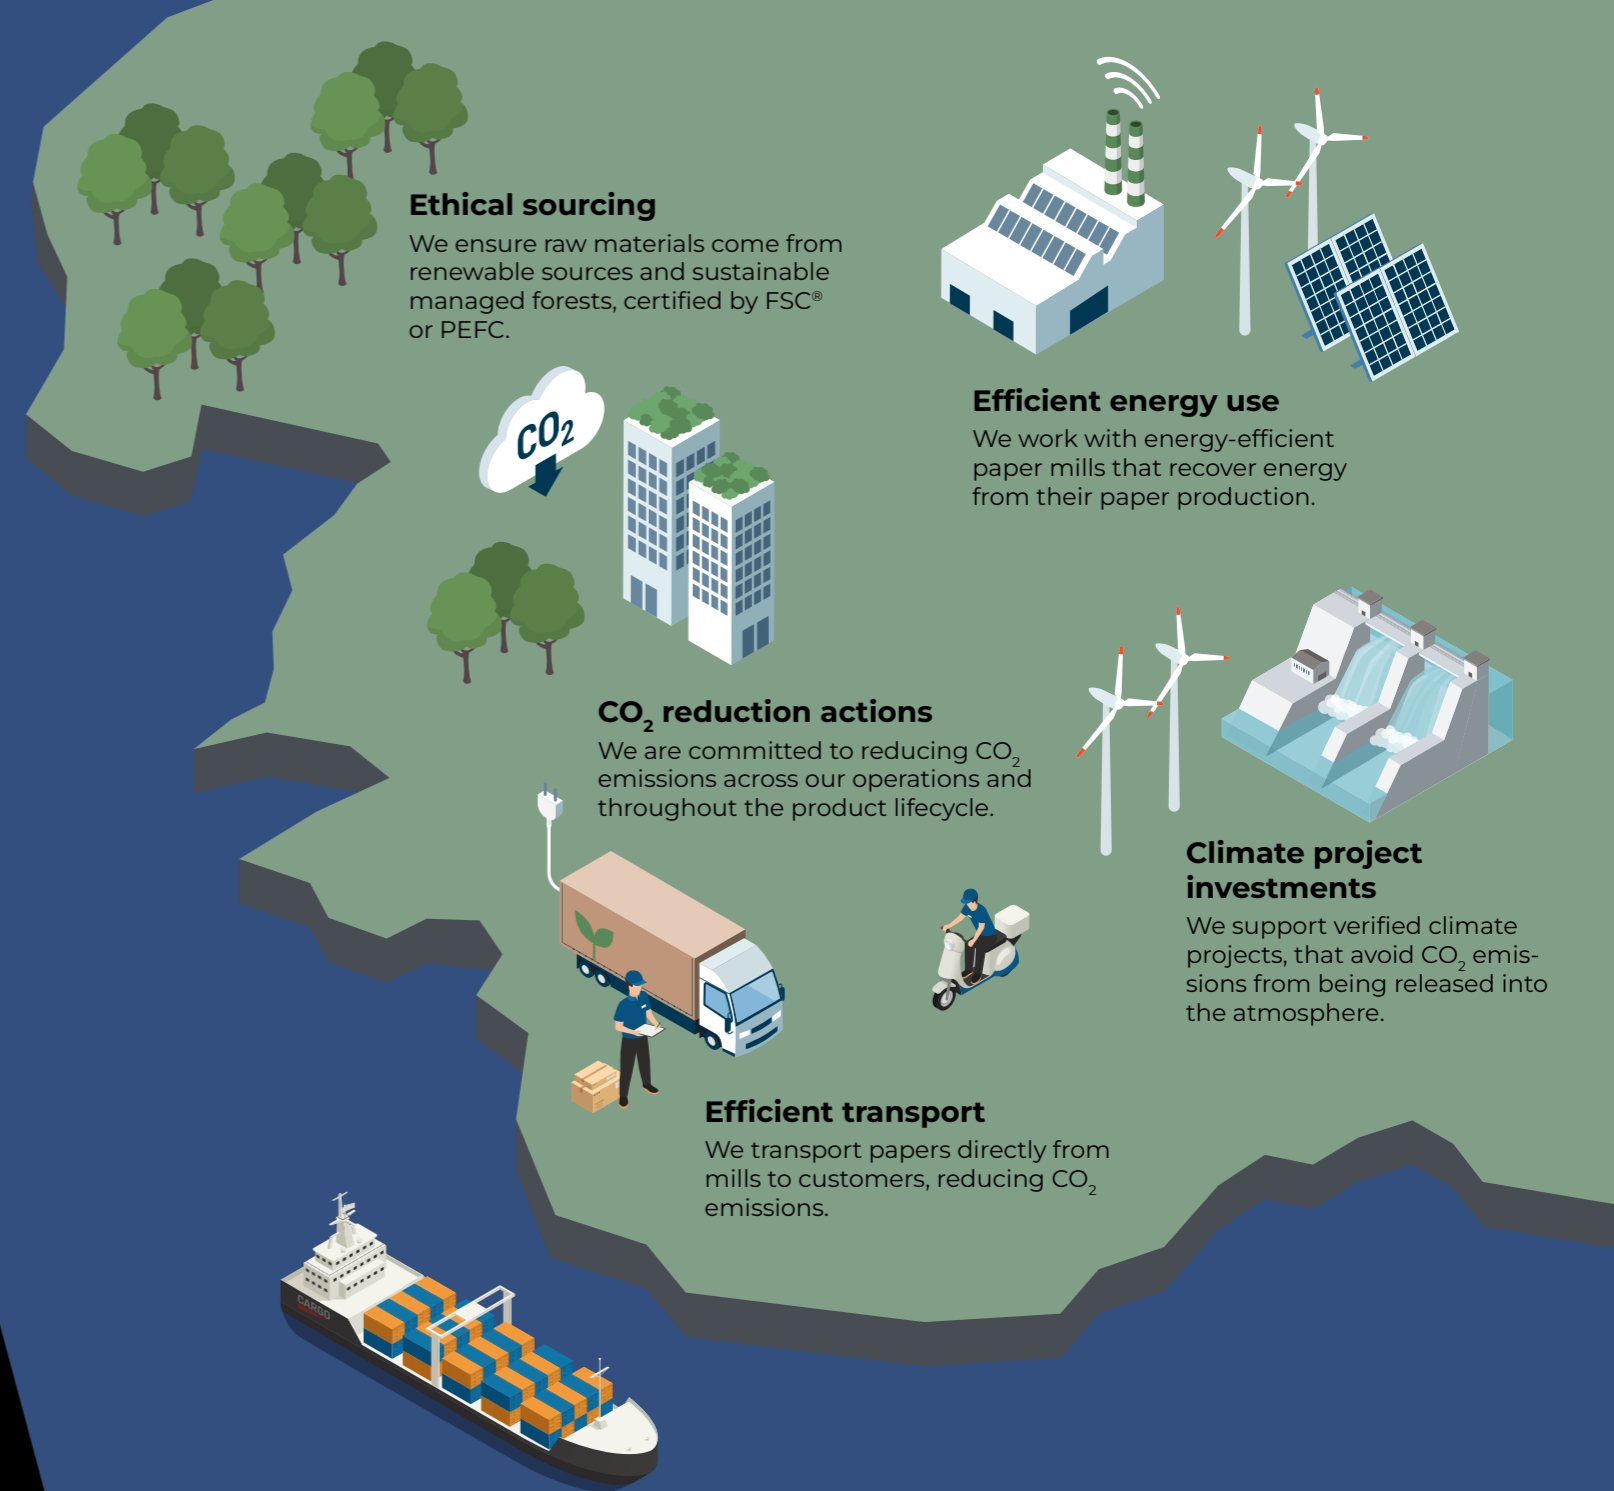 Ethical sourcing
We ensure raw materials come from
renewable sources and sustainable
managed forests, certified by FSC®
or PEFC.
CO₂
Efficient energy use
We work with energy-efficient
paper mills that recover energy
from their paper production.
CO₂ reduction actions
We are committed to reducing CO₂
emissions across our operations and
throughout the product lifecycle.
Climate project
investments
We support verified climate
projects, that avoid CO₂ emis-
sions from being released into
the atmosphere.
Efficient transport
We transport papers directly from
mills to customers, reducing CO₂
emissions.
CARGO